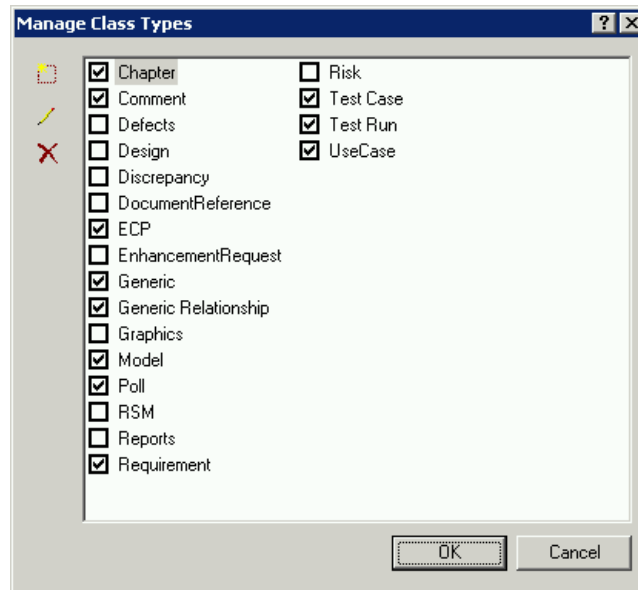 Manage Class Types
Chapter
Comment
Defects
Design
Discrepancy
DocumentReference
ECP
EnhancementRequest
Generic
Generic Relationship
Graphics
Model
Poll
RSM
Reports
Requirement
Risk
Test Case
Test Run
UseCase
OK
Cancel